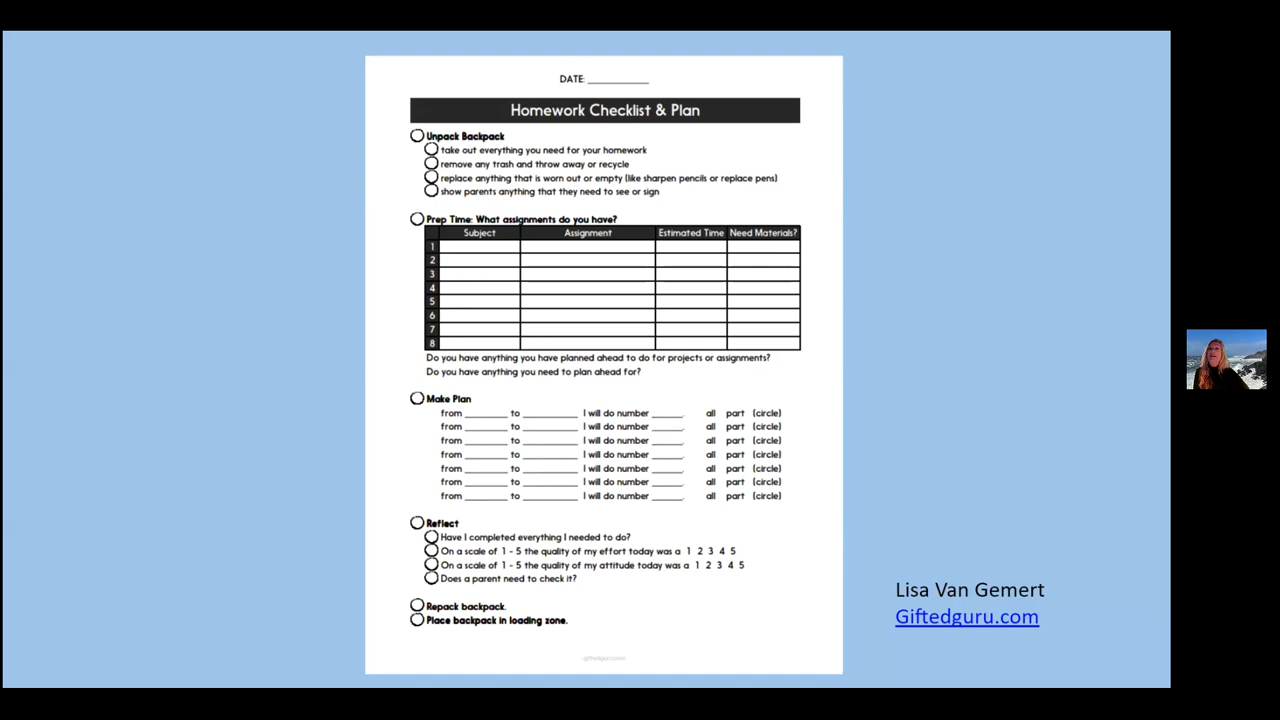 DATE: ____________
Homework Checklist & Plan
Unpack Backpack
take out everything you need for your homework
remove any trash and throw away or recycle
replace anything that is worn out or empty (like sharpen pencils or replace pens)
show parents anything that they need to see or sign
Prep Time: What assignments do you have?
Subject Assignment Estimated Time Need Materials?
1
2
3
4
5
6
7
8
Do you have anything you have planned ahead to do for projects or assignments?
Do you have anything you need to plan ahead for?
Make Plan
from ________ to __________ I will do number ______. all part (circle)
from ________ to __________ I will do number ______. all part (circle)
from ________ to __________ I will do number ______. all part (circle)
from ________ to __________ I will do number ______. all part (circle)
from ________ to __________ I will do number ______. all part (circle)
from ________ to __________ I will do number ______. all part (circle)
from ________ to __________ I will do number ______. all part (circle)
Reflect
Have I completed everything I needed to do?
On a scale of 1 - 5 the quality of my effort today was a 1 2 3 4 5
On a scale of 1 - 5 the quality of my attitude today was a 1 2 3 4 5
Does a parent need to check it?
Repack backpack.
Place backpack in loading zone.
giftedguru.com
Lisa Van Gemert
Giftedguru.com